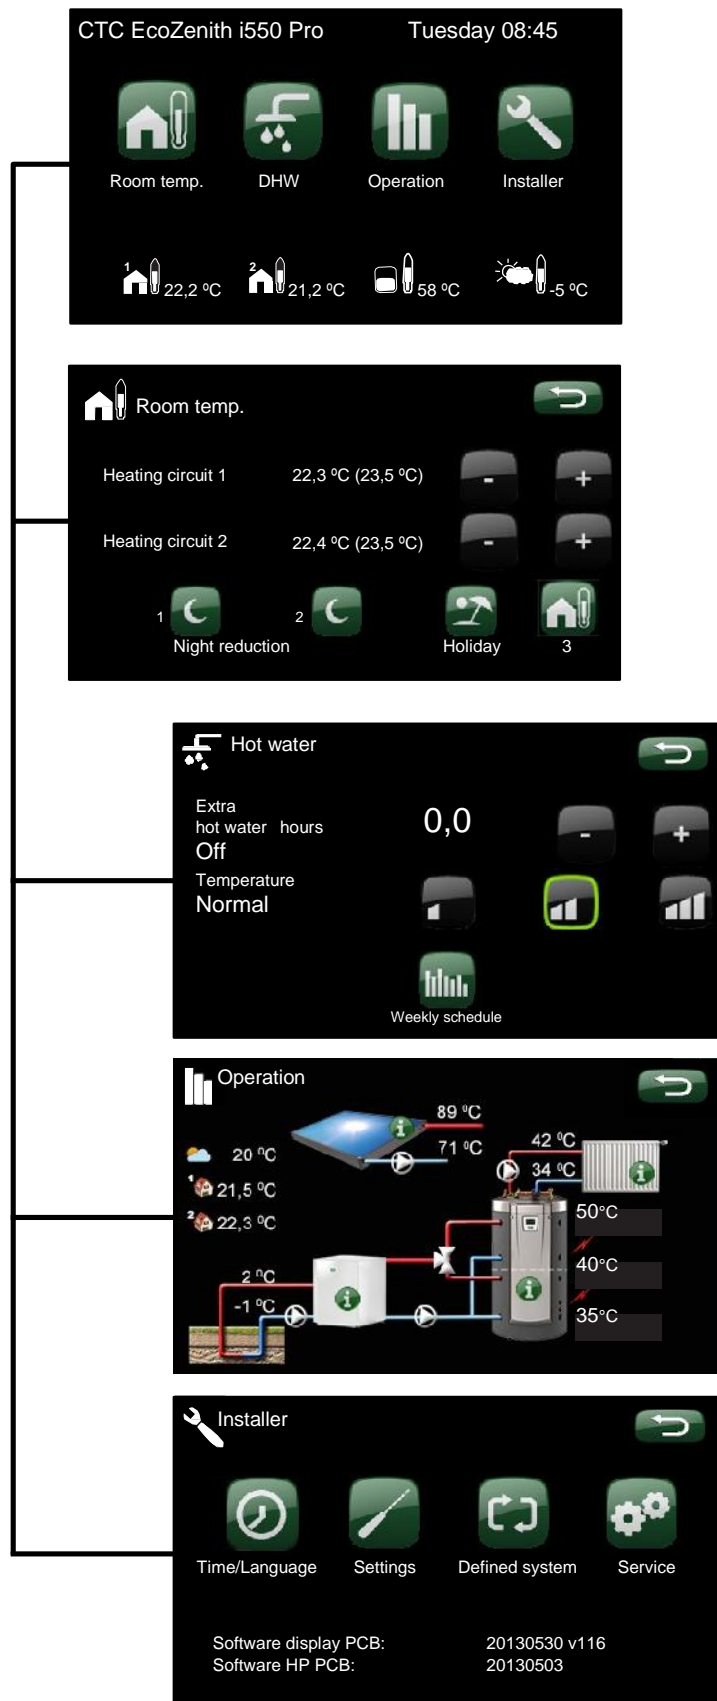 CTC EcoZenith i550 Pro Tuesday 08:45
Room temp. DHW Operation Installer
1 22,2 ºC 2 21,2 ºC 58 ºC -5 ºC
Room temp.
Heating circuit 1 22,3 ºC (23,5 ºC) - +
Heating circuit 2 22,4 ºC (23,5 ºC) - +
1 2
Night reduction Holiday 3
Hot water
Extra
hot water hours 0,0 - +
Off
Temperature
Normal
Weekly schedule
Operation
89 ºC
71 ºC
42 ºC
34 ºC
20 ºC
1 21,5 ºC
2 22,3 ºC
50°C
40°C
35°C
2 ºC
-1 ºC
i
i
i
i
Installer
Time/Language Settings Defined system Service
Software display PCB: 20130530 v116
Software HP PCB: 20130503